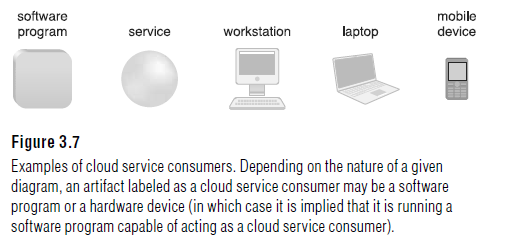 software
program
service
workstation
laptop
mobile
device
Figure 3.7
Examples of cloud service consumers. Depending on the nature of a given
diagram, an artifact labeled as a cloud service consumer may be a software
program or a hardware device (in which case it is implied that it is running a
software program capable of acting as a cloud service consumer).